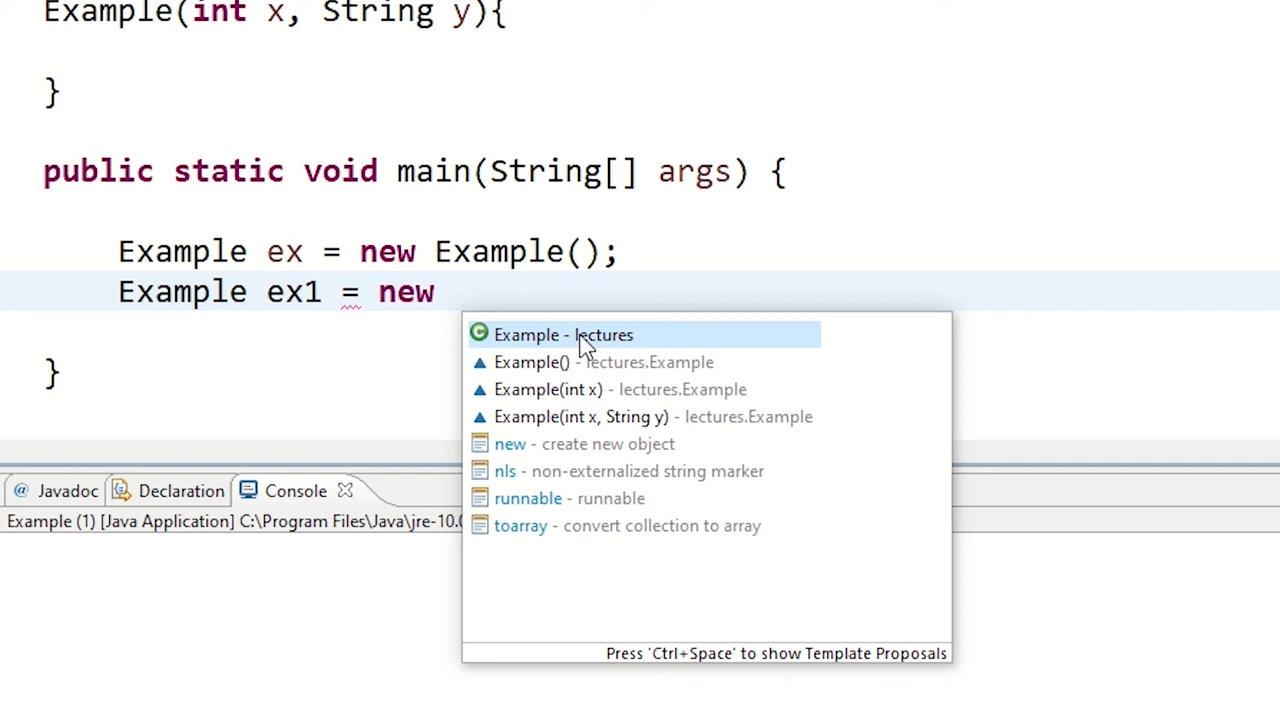 Example(int x, String y){
}
public static void main(String[] args) {
Example ex = new Example();
Example ex1 = new
}
Example - lectures
Example() - lectures.Example
Example(int x) - lectures.Example
Example(int x, String y) - lectures.Example
new - create new object
nls - non-externalized string marker
runnable - runnable
toarray - convert collection to array
Press 'Ctrl+Space' to show Template Proposals
@ Javadoc Declaration Console
Example (1) [Java Application] C:\Program Files\Java\jre-10.0